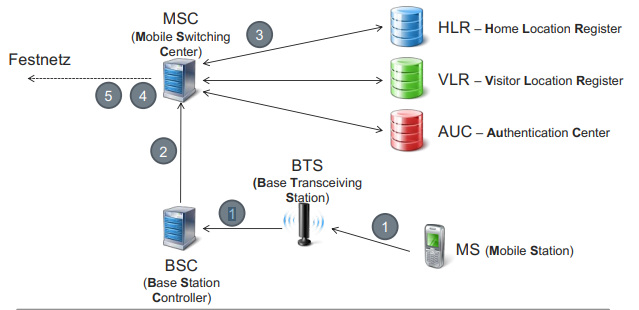 MSC
(Mobile Switching
Center)
3
HLR – Home Location Register
Festnetz
5
4
VLR – Visitor Location Register
AUC – Authentication Center
2
BTS
(Base Transceiving
Station)
1
1
BSC
(Base Station
Controller)
MS (Mobile Station)